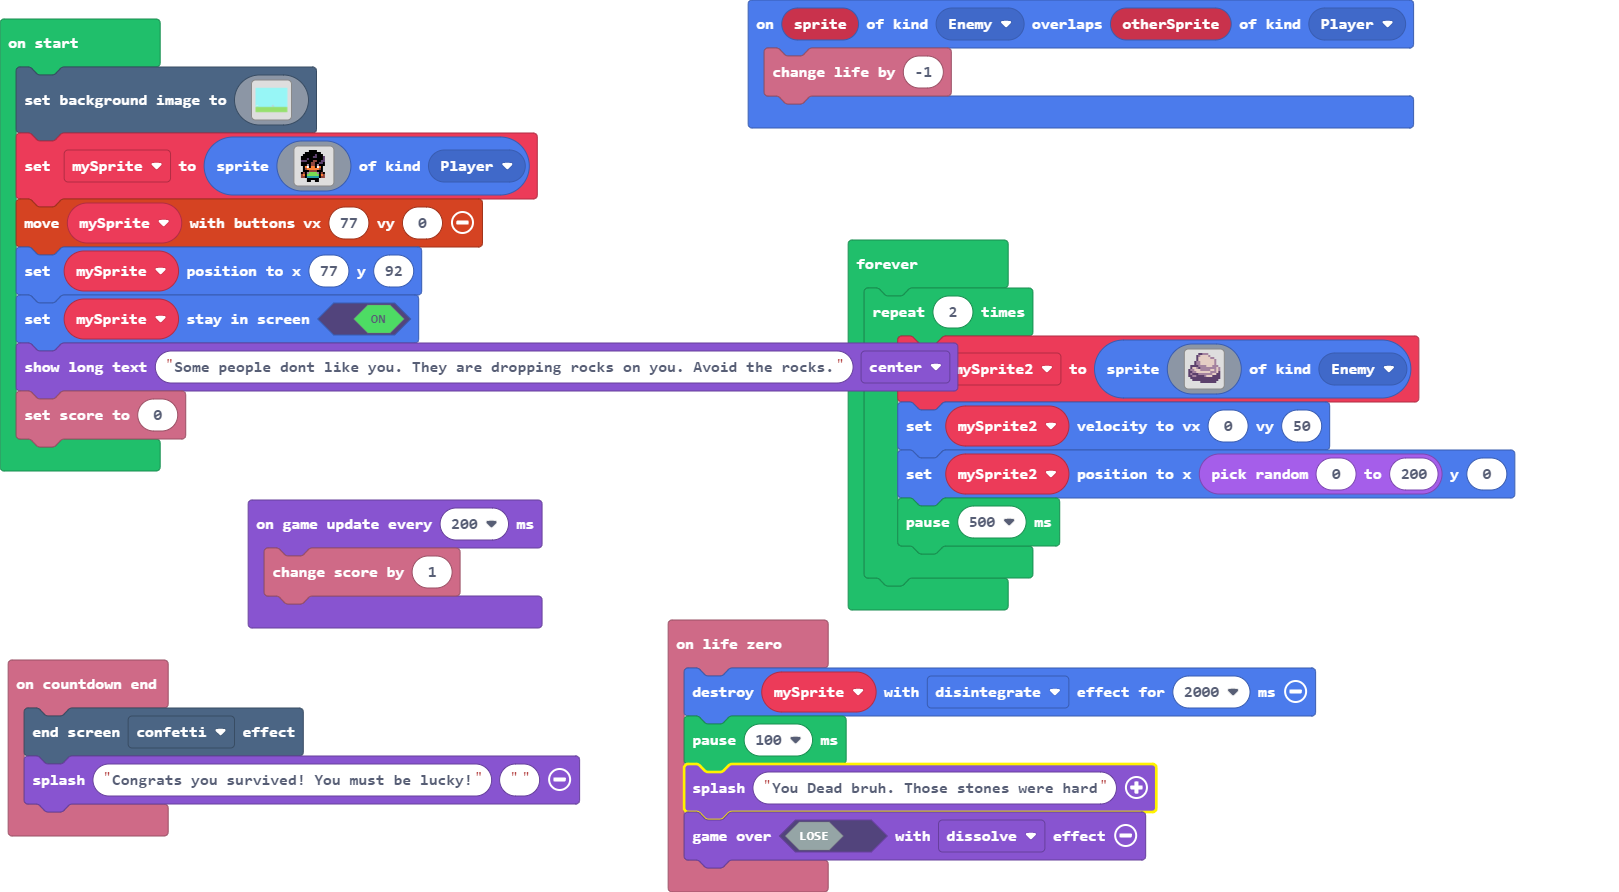 on start
set background image to
set mySprite to sprite of kind Player
move mySprite with buttons vx 77 vy 0
set mySprite position to x 77 y 92
set mySprite stay in screen ON
show long text "Some people dont like you. They are dropping rocks on you. Avoid the rocks." center
set score to 0
on sprite of kind Enemy overlaps otherSprite of kind Player
change life by -1
forever
repeat 2 times
mySprite2 to sprite of kind Enemy
set mySprite2 velocity to vx 0 vy 50
set mySprite2 position to x pick random 0 to 200 y 0
pause 500 ms
on game update every 200 ms
change score by 1
on countdown end
end screen confetti effect
splash "Congrats you survived! You must be lucky!" ""
on life zero
destroy mySprite with disintegrate effect for 2000 ms
pause 100 ms
splash "You Dead bruh. Those stones were hard"
game over LOSE with dissolve effect